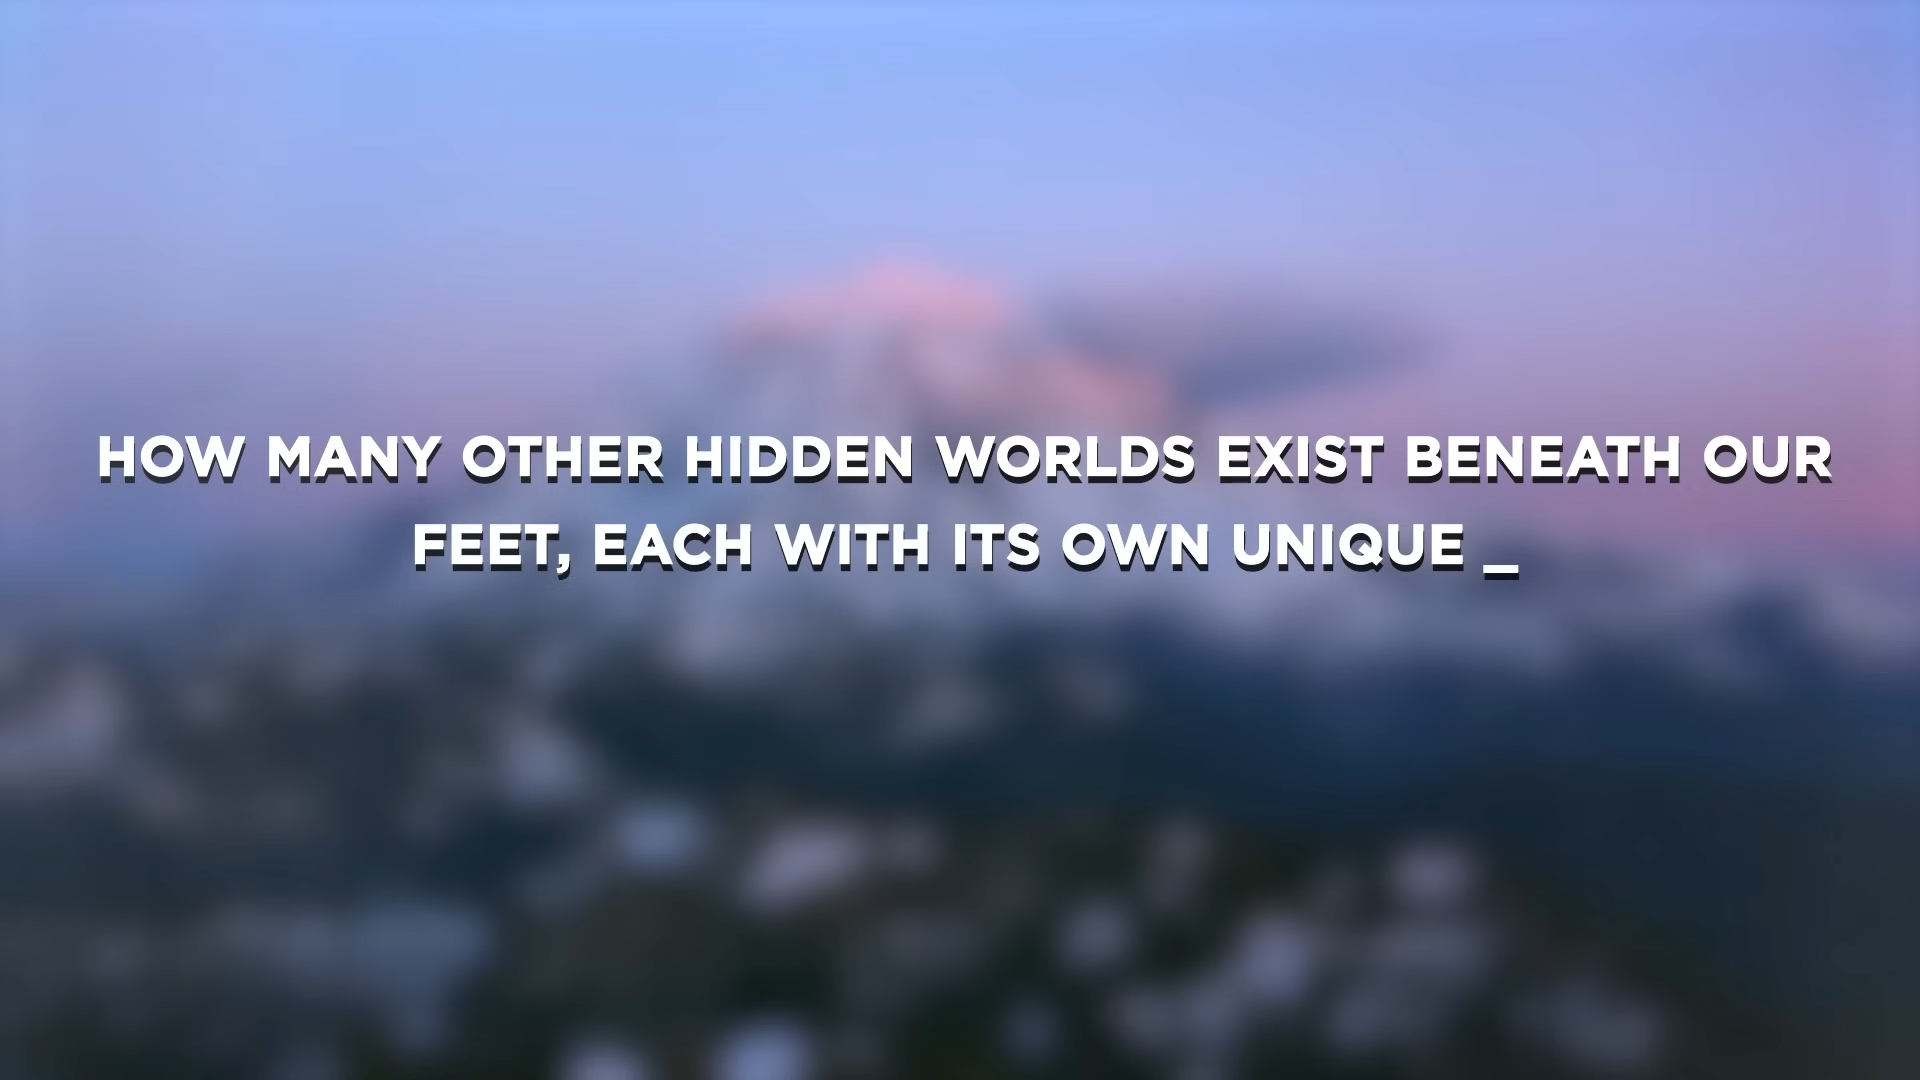 HOW MANY OTHER HIDDEN WORLDS EXIST BENEATH OUR
FEET, EACH WITH ITS OWN UNIQUE _